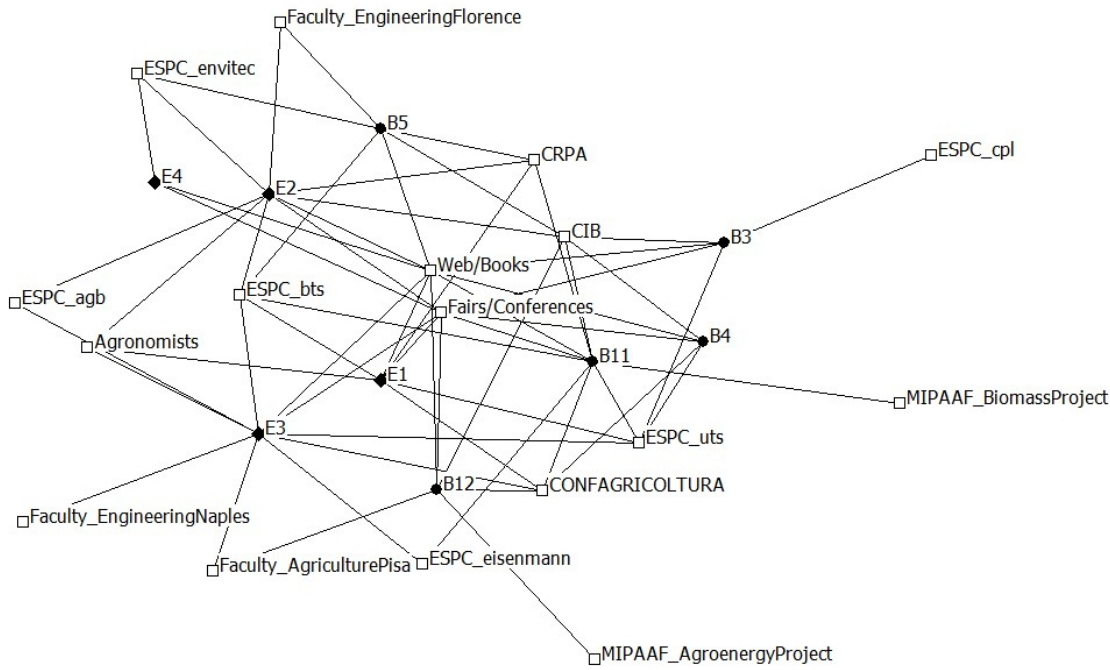 Faculty_EngineeringFlorence
ESPC_envitec
B5
CRPA
ESPC_cpl
E4
E2
CIB
B3
Web/Books
ESPC_bts
ESPC_agb
Fairs/Conferences
Agronomists
B4
B11
E1
MIPAAF_BiomassProject
E3
ESPC_uts
B12
CONFAGRICOLTURA
Faculty_EngineeringNaples
ESPC_eisenmann
Faculty_AgriculturePisa
MIPAAF_AgroenergyProject